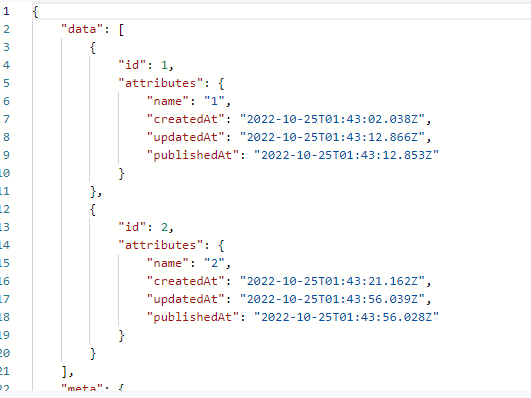 1 {
2 "data": [
3 {
4 "id": 1,
5 "attributes": {
6 "name": "1",
7 "createdAt": "2022-10-25T01:43:02.038Z",
8 "updatedAt": "2022-10-25T01:43:12.866Z",
9 "publishedAt": "2022-10-25T01:43:12.853Z"
10 }
11 },
12 {
13 "id": 2,
14 "attributes": {
15 "name": "2",
16 "createdAt": "2022-10-25T01:43:21.162Z",
17 "updatedAt": "2022-10-25T01:43:56.039Z",
18 "publishedAt": "2022-10-25T01:43:56.028Z"
19 }
20 }
21 ],
22 "meta": {